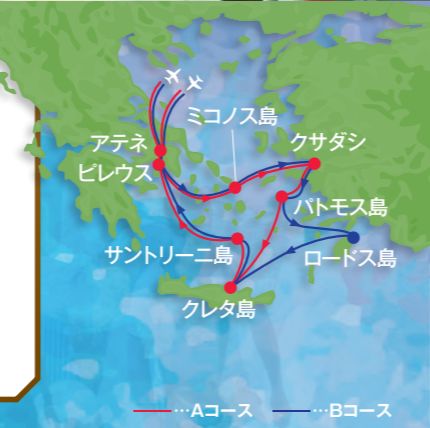 ミコノス島
アテネ
クサダシ
ピレウス
パトモス島
サントリーニ島
ロードス島
クレタ島
…Aコース
…Bコース